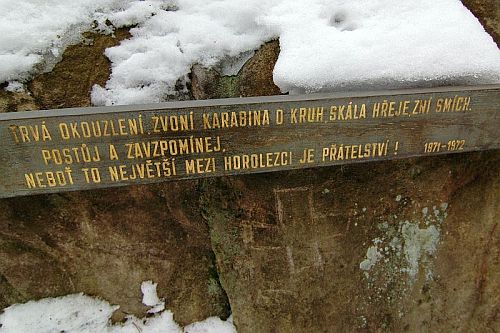 TRVÁ OKOUZLENÍ, ZVONÍ KARABINA O KRUH, SKÁLA HŘEJE, ZNÍ SMÍCH.
POSTŮJ A ZAVZPOMÍNEJ,
NEBOŤ TO NEJVĚTŠÍ MEZI HOROLEZCI JE PŘÁTELSTVÍ ! 1971-1972